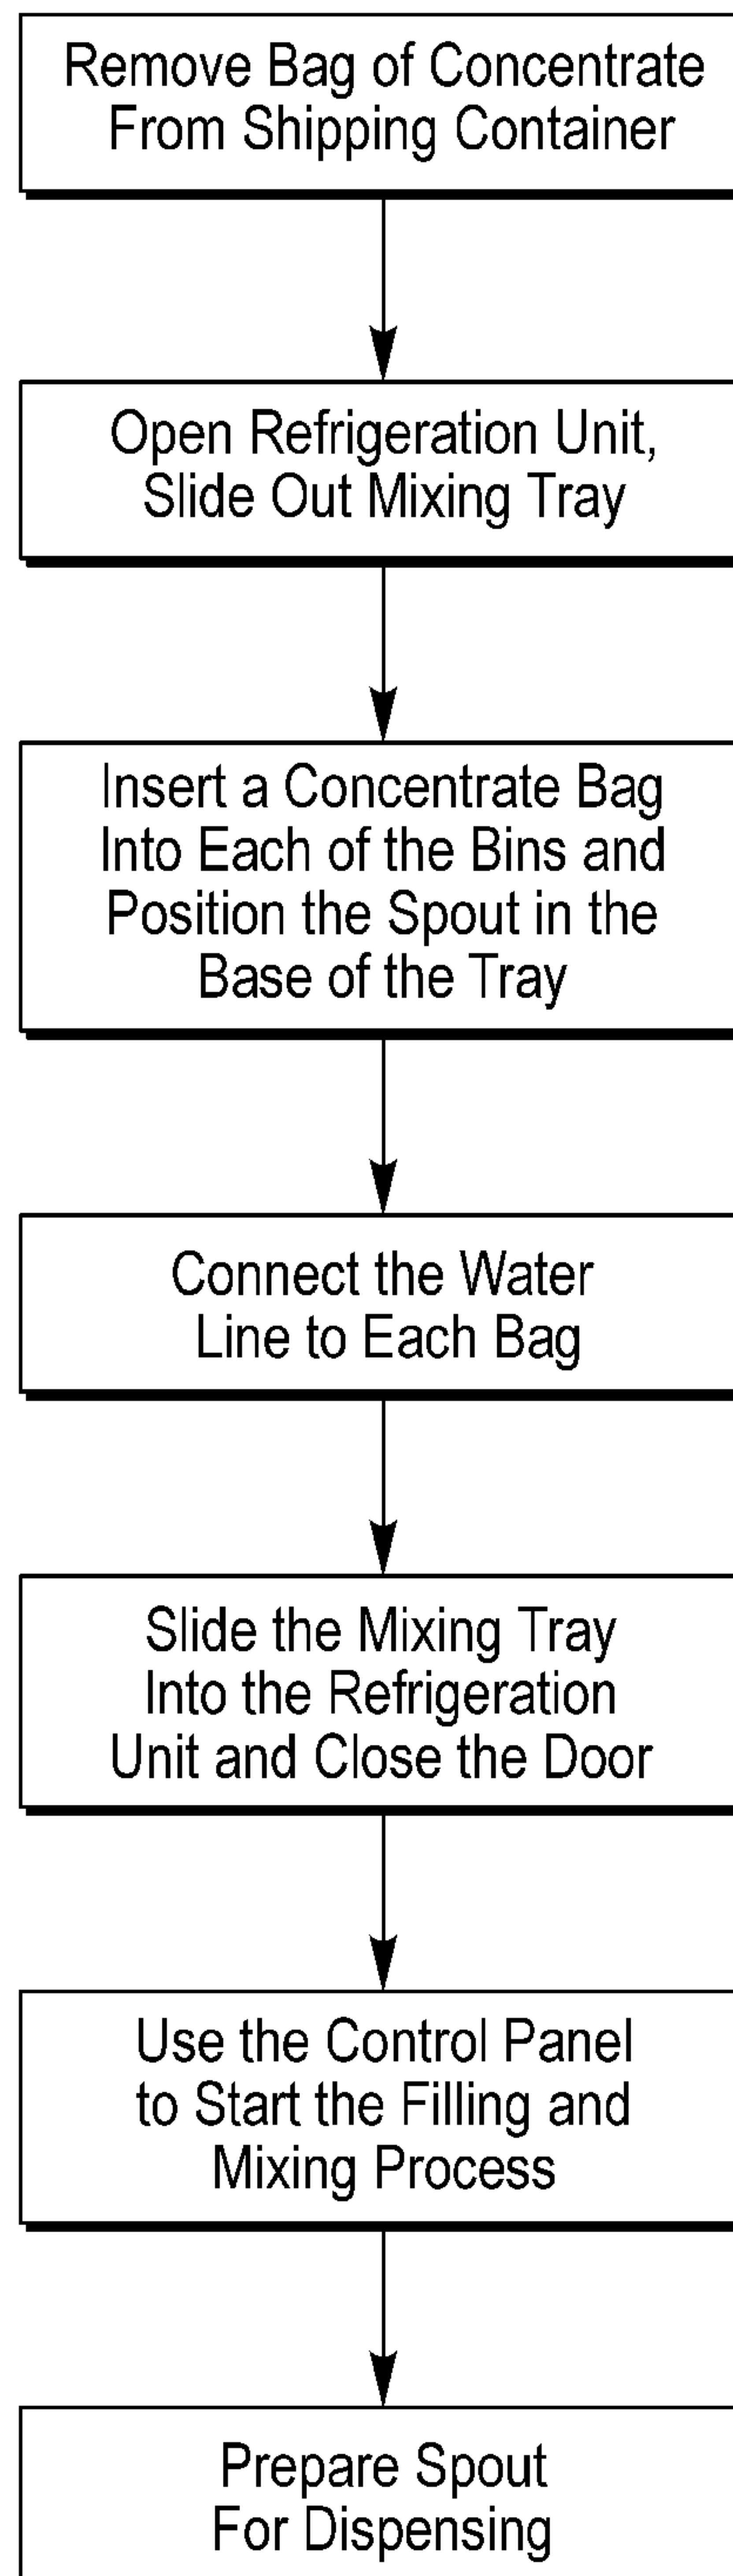 Remove Bag of Concentrate
From Shipping Container
Open Refrigeration Unit,
Slide Out Mixing Tray
Insert a Concentrate Bag
Into Each of the Bins and
Position the Spout in the
Base of the Tray
Connect the Water
Line to Each Bag
Slide the Mixing Tray
Into the Refrigeration
Unit and Close the Door
Use the Control Panel
to Start the Filling and
Mixing Process
Prepare Spout
For Dispensing